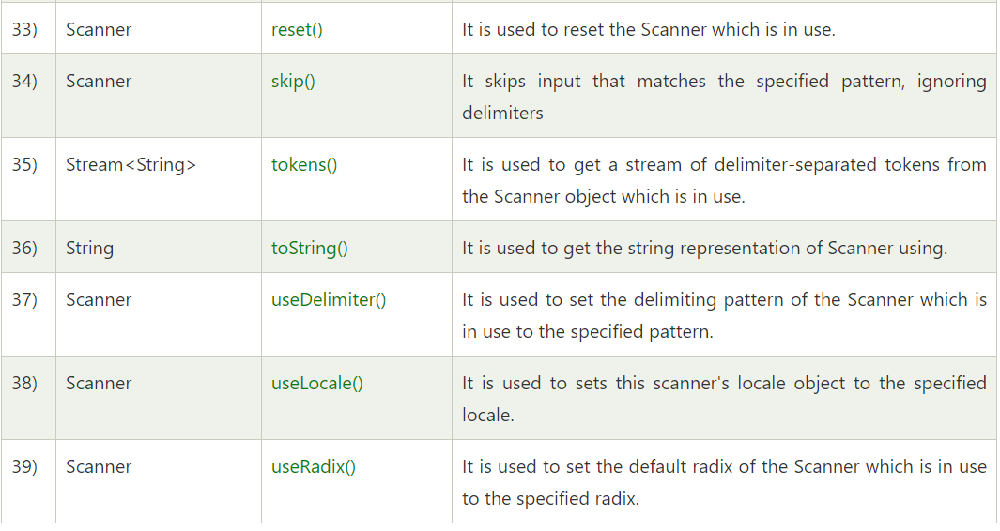 33) Scanner reset() It is used to reset the Scanner which is in use.
34) Scanner skip() It skips input that matches the specified pattern, ignoring
delimiters
35) Stream<String> tokens() It is used to get a stream of delimiter-separated tokens from
the Scanner object which is in use.
36) String toString() It is used to get the string representation of Scanner using.
37) Scanner useDelimiter() It is used to set the delimiting pattern of the Scanner which is
in use to the specified pattern.
38) Scanner useLocale() It is used to sets this scanner's locale object to the specified
locale.
39) Scanner useRadix() It is used to set the default radix of the Scanner which is in use
to the specified radix.